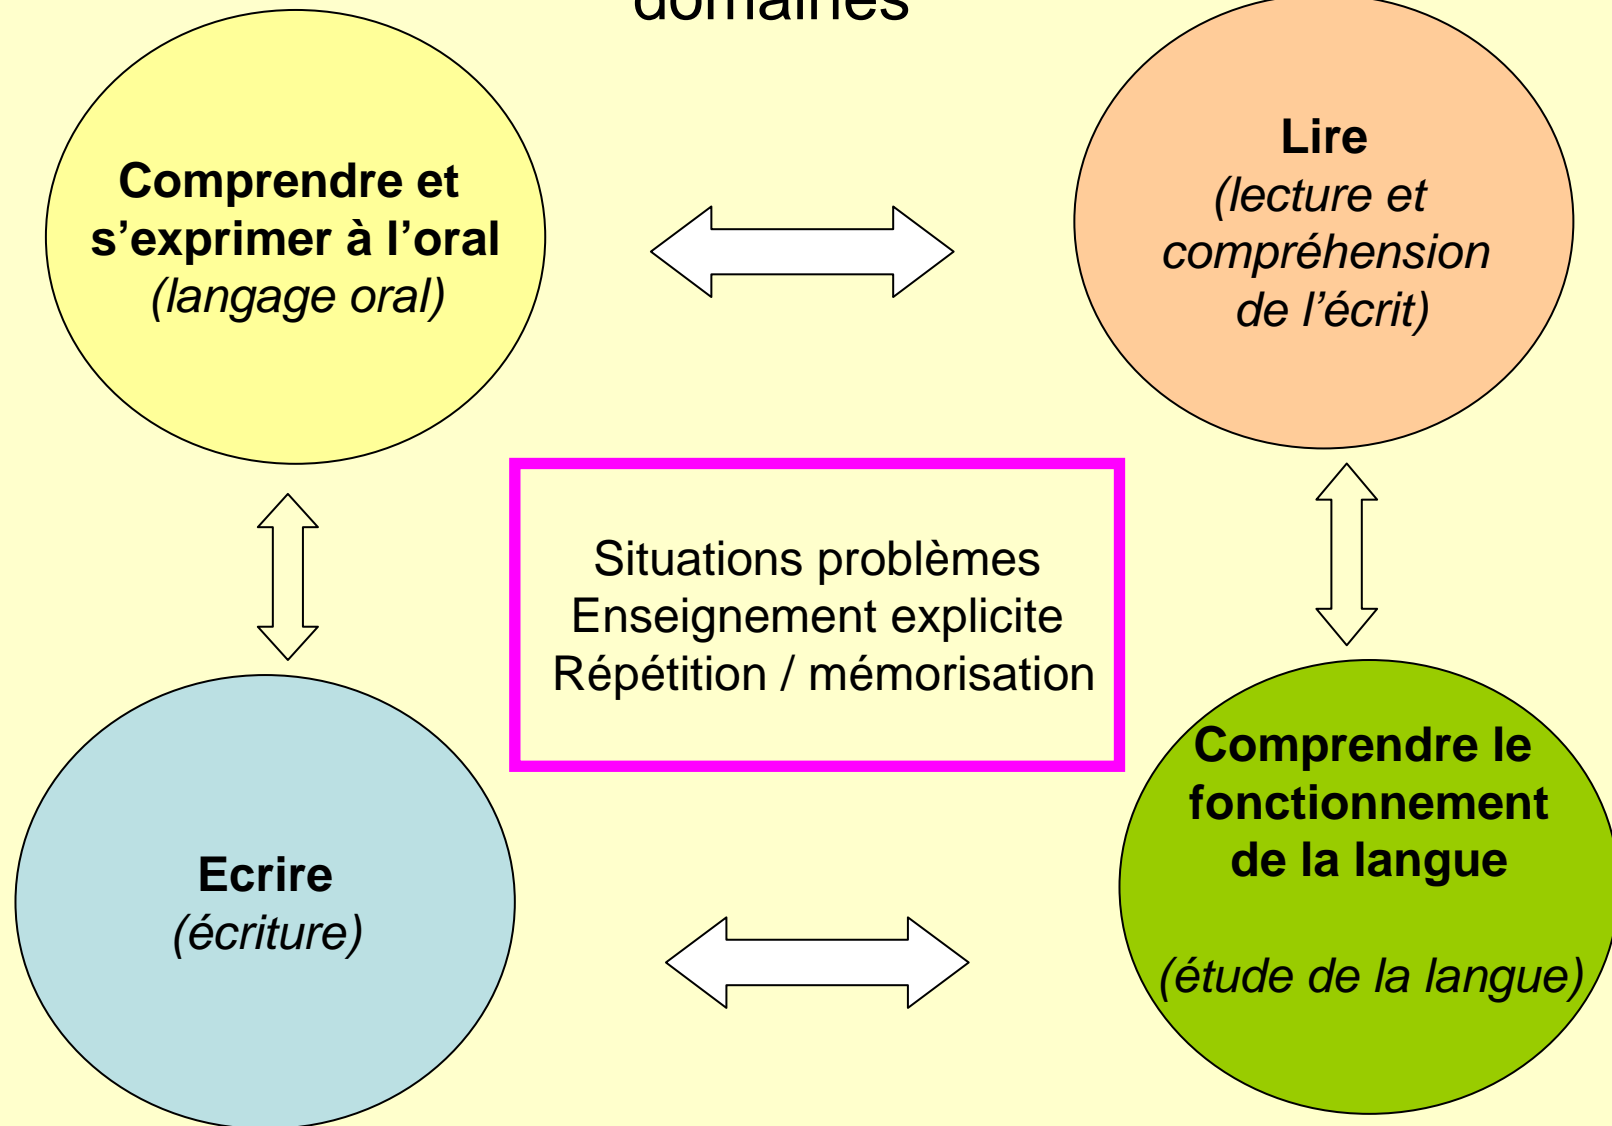 domaines
Comprendre et
s’exprimer à l’oral
(langage oral)
Lire
(lecture et
compréhension
de l’écrit)
Situations problèmes
Enseignement explicite
Répétition / mémorisation
Ecrire
(écriture)
Comprendre le
fonctionnement
de la langue
(étude de la langue)